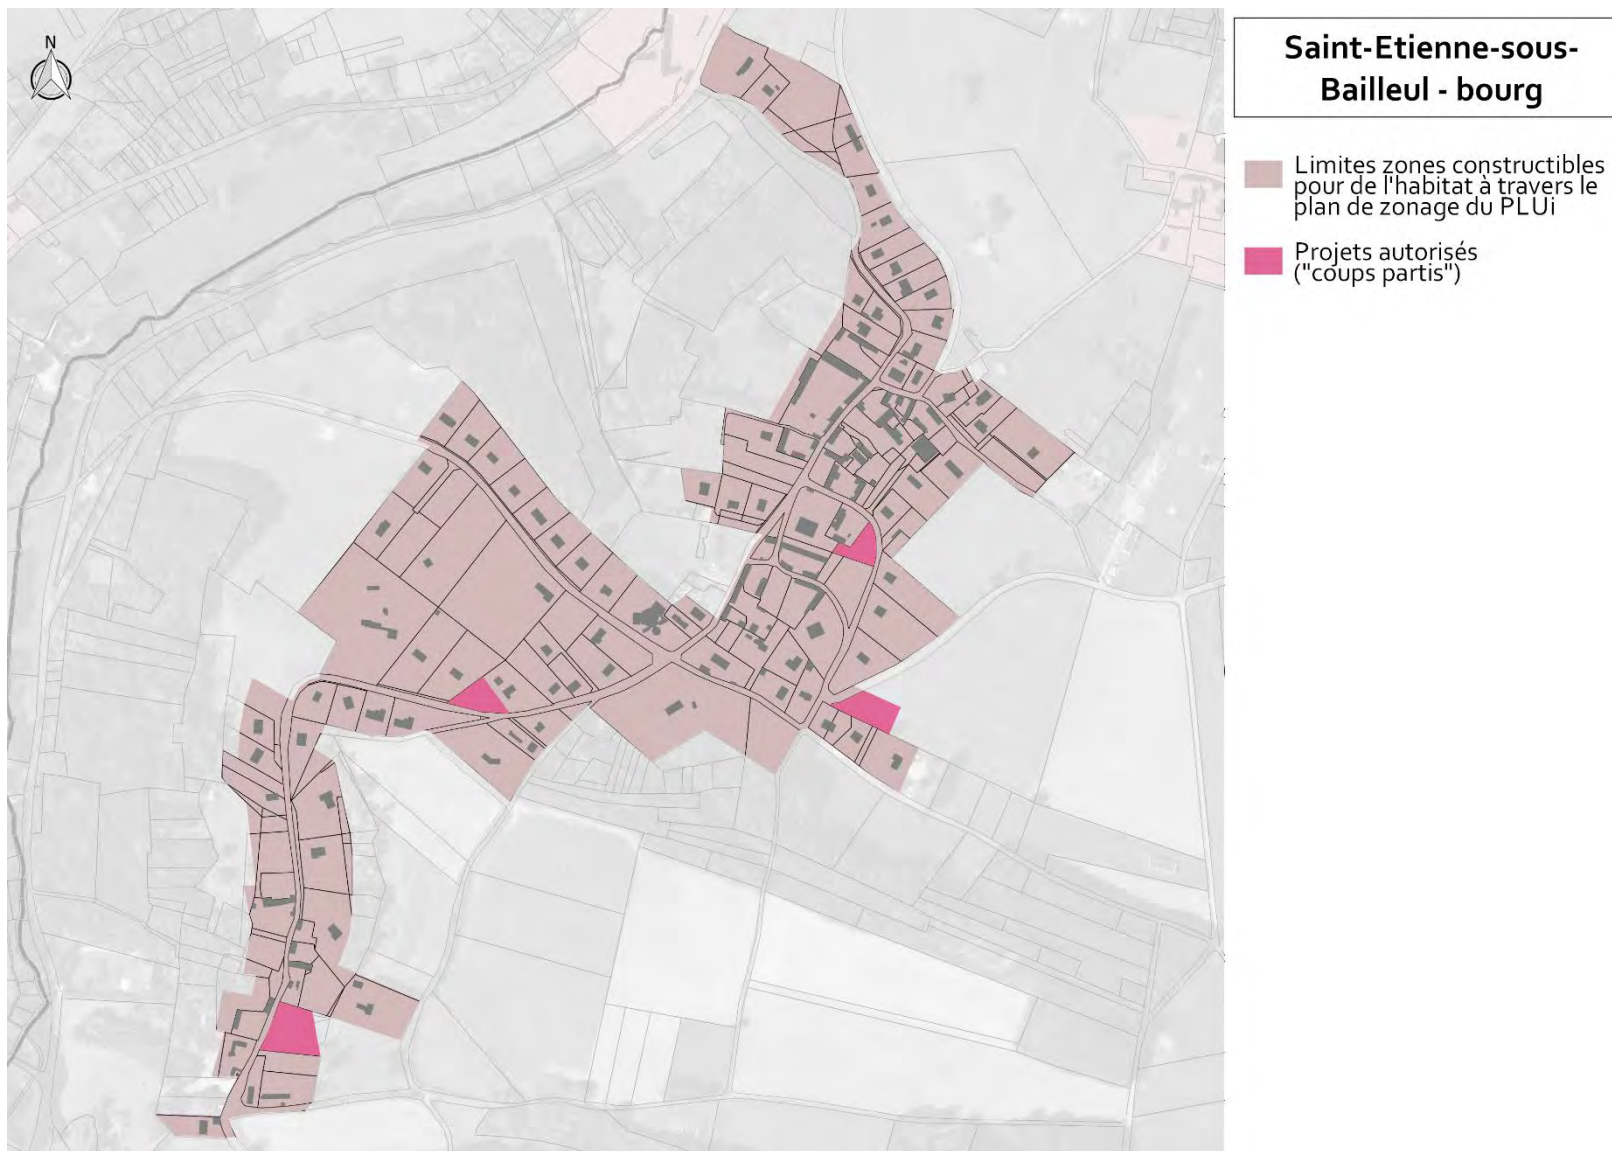 N
Saint-Etienne-sous-
Bailleul - bourg
Limites zones constructibles
pour de l'habitat à travers le
plan de zonage du PLUi
Projets autorisés
("coups partis")